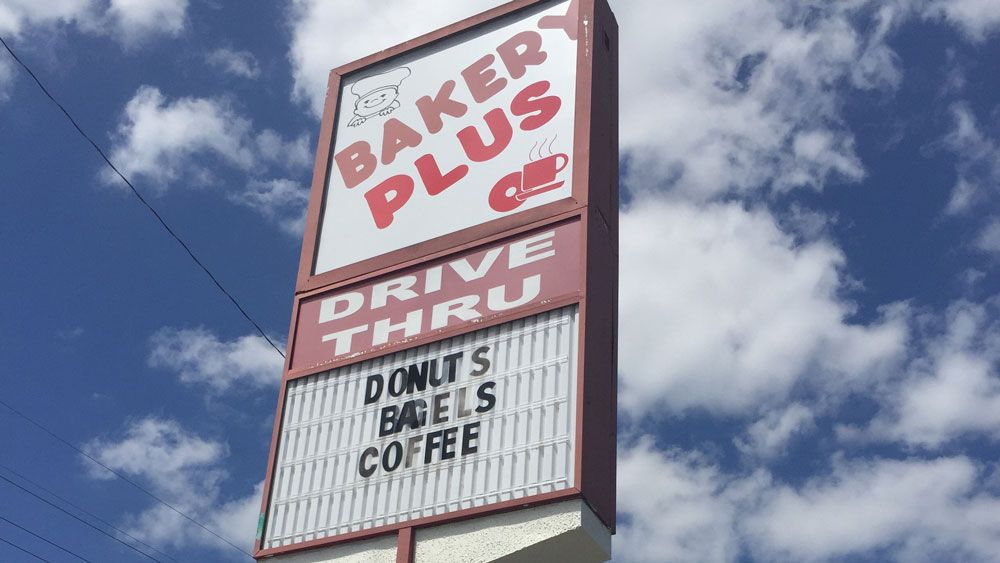 BAKERY
PLUS
DRIVE
THRU
DONUTS
BAGELS
COFFEE